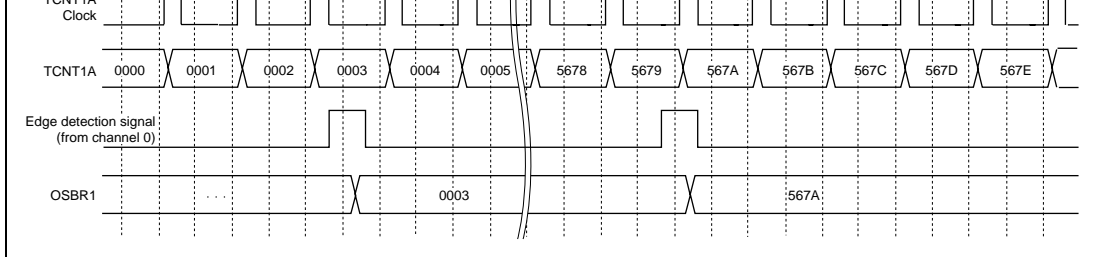 TCNT1A
Clock
TCNT1A 0000 0001 0002 0003 0004 0005 5678 5679 567A 567B 567C 567D 567E
Edge detection signal
(from channel 0)
OSBR1 . . . 0003 567A